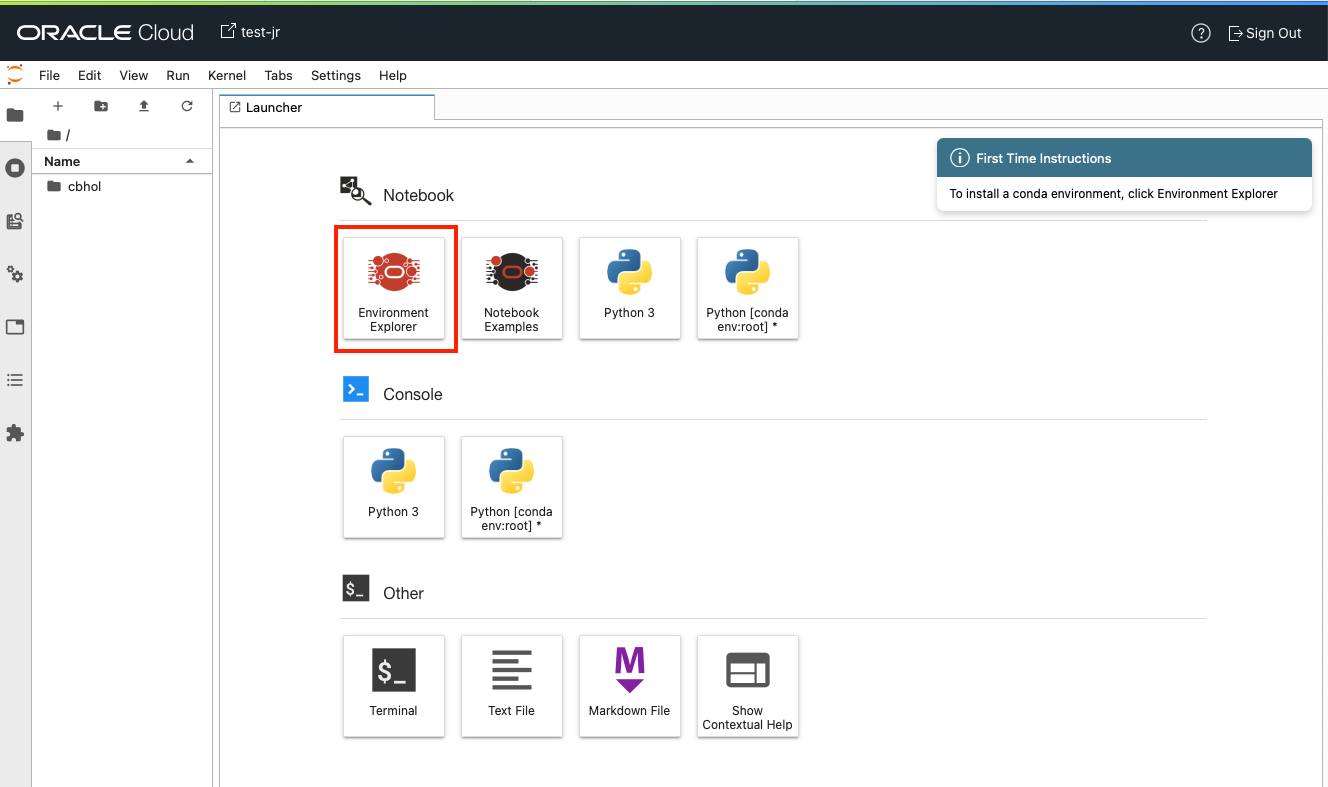 ORACLE Cloud
test-jr
Sign Out
File Edit View Run Kernel Tabs Settings Help
Launcher
/
Name
cbhol
First Time Instructions
To install a conda environment, click Environment Explorer
Notebook
Environment
Explorer
Notebook
Examples
Python 3
Python [conda
env:root] *
Console
Python 3
Python [conda
env:root] *
$_
Other
$_
Terminal
Text File
M
Markdown File
Show
Contextual Help